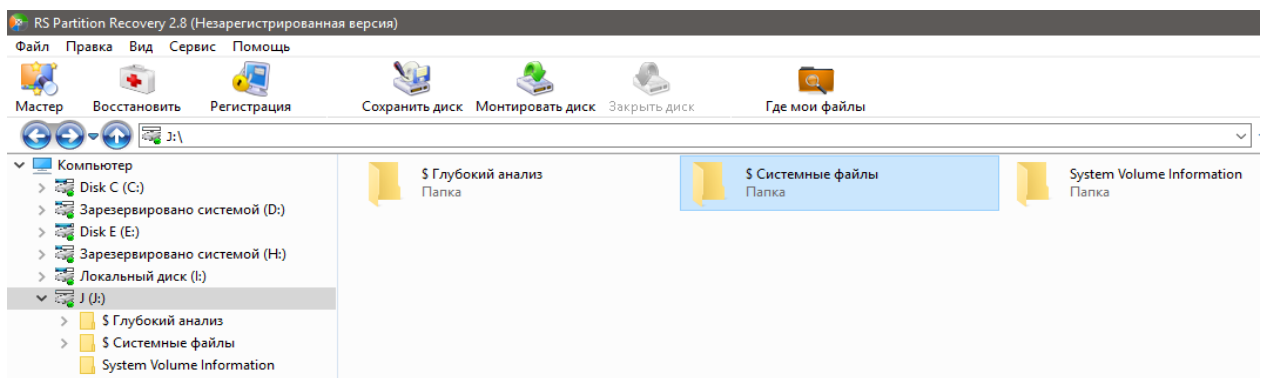 RS Partition Recovery 2.8 (Незарегистрированная версия)
Файл Правка Вид Сервис Помощь
Мастер Восстановить Регистрация Сохранить диск Монтировать диск Закрыть диск Где мои файлы
J:\
Компьютер
Disk C (C:)
Зарезервировано системой (D:)
Disk E (E:)
Зарезервировано системой (H:)
Локальный диск (I:)
J (J:)
$ Глубокий анализ
$ Системные файлы
System Volume Information
$ Глубокий анализ
Папка
$ Системные файлы
Папка
System Volume Information
Папка